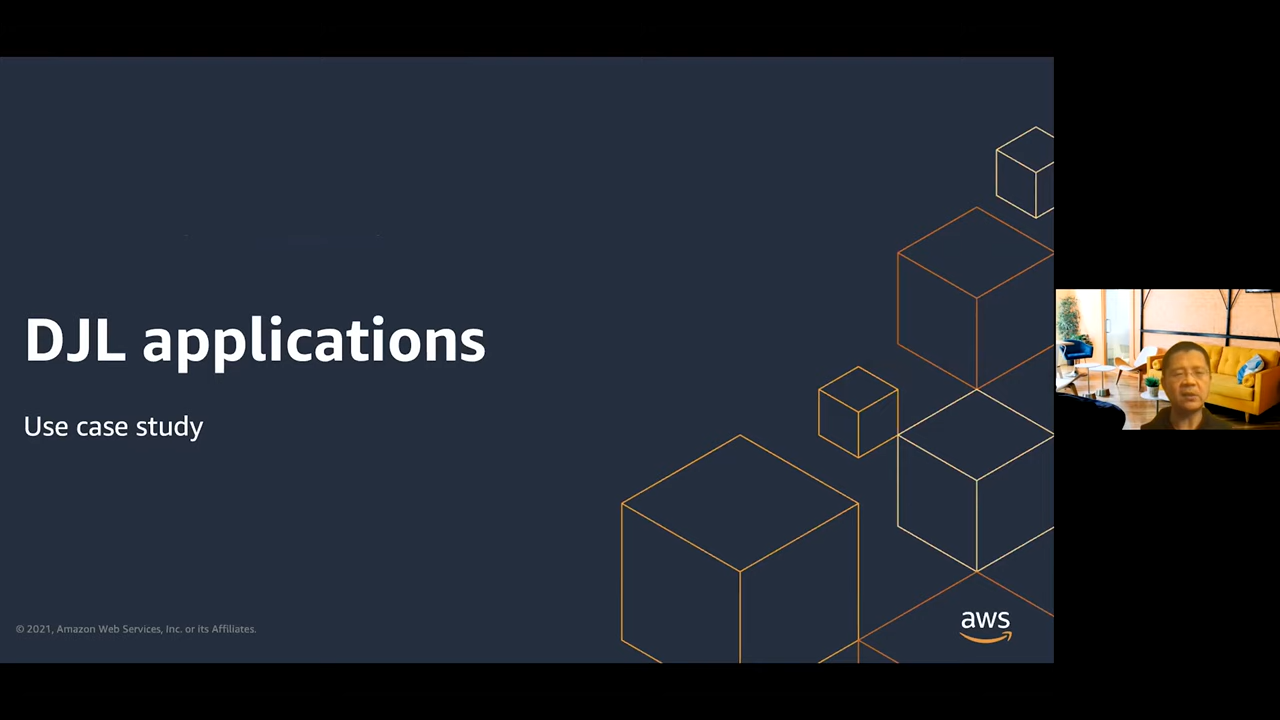 DJL applications
Use case study
© 2021, Amazon Web Services, Inc. or its Affiliates.
aws